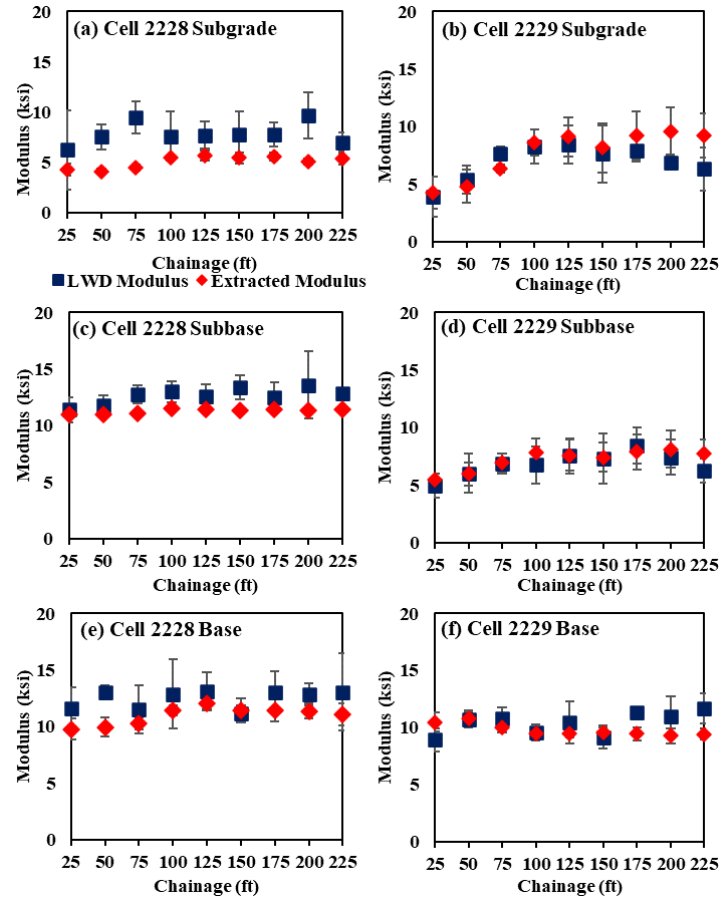 (a) Cell 2228 Subgrade
Modulus (ksi)
20
15
10
5
0
25 50 75 100 125 150 175 200 225
Chainage (ft)
(b) Cell 2229 Subgrade
Modulus (ksi)
20
15
10
5
0
25 50 75 100 125 150 175 200 225
Chainage (ft)
LWD Modulus Extracted Modulus
(c) Cell 2228 Subbase
Modulus (ksi)
20
15
10
5
0
25 50 75 100 125 150 175 200 225
Chainage (ft)
(d) Cell 2229 Subbase
Modulus (ksi)
20
15
10
5
0
25 50 75 100 125 150 175 200 225
Chainage (ft)
(e) Cell 2228 Base
Modulus (ksi)
20
15
10
5
0
25 50 75 100 125 150 175 200 225
Chainage (ft)
(f) Cell 2229 Base
Modulus (ksi)
20
15
10
5
0
25 50 75 100 125 150 175 200 225
Chainage (ft)